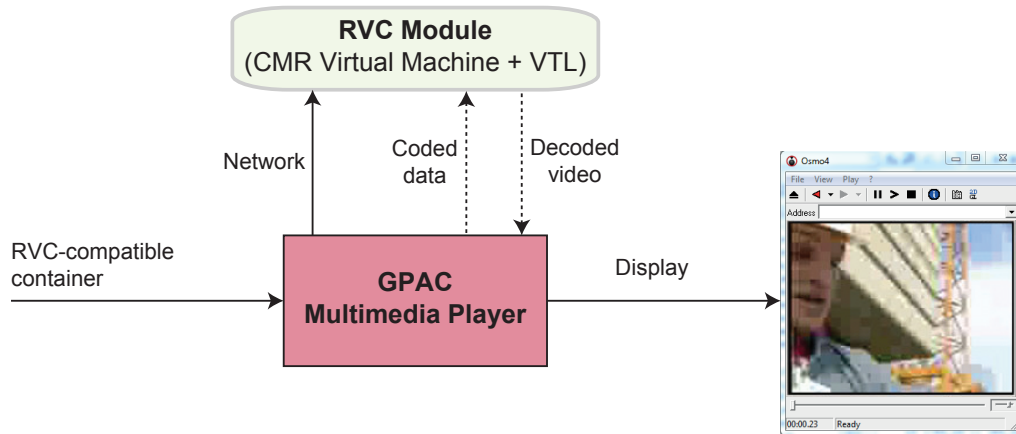 RVC Module
(CMR Virtual Machine + VTL)
Network
Coded
data
Decoded
video
RVC-compatible
container
GPAC
Multimedia Player
Display
Osmo4
File View Play ?
Address
00:00.23 Ready